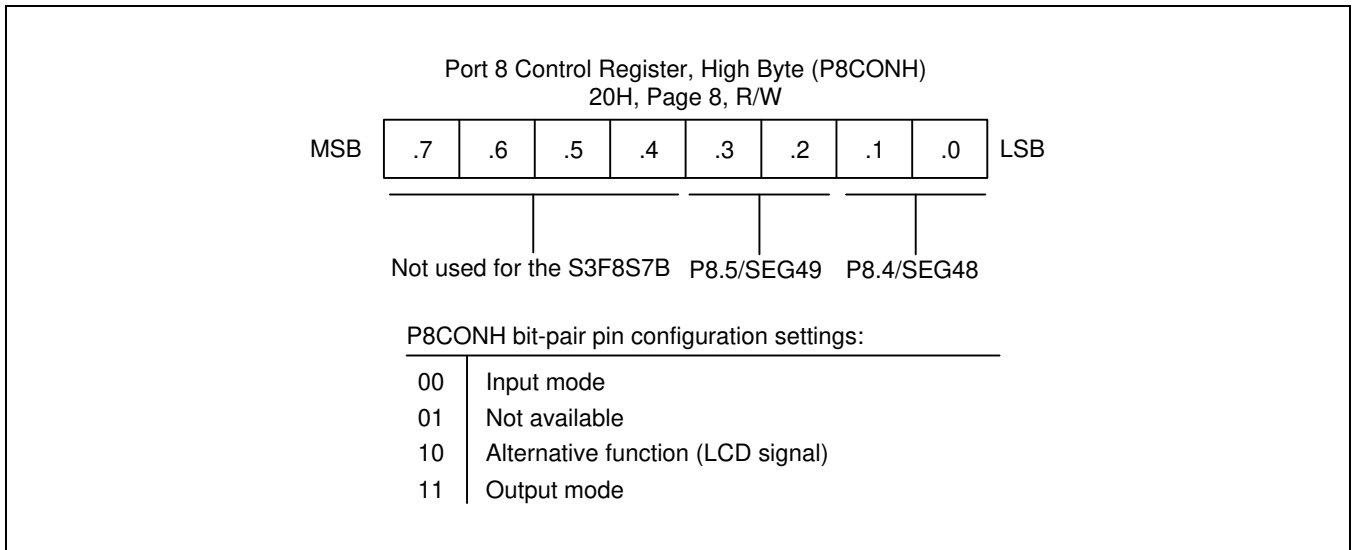 Port 8 Control Register, High Byte (P8CONH)
20H, Page 8, R/W
MSB .7 .6 .5 .4 .3 .2 .1 .0 LSB
Not used for the S3F8S7B P8.5/SEG49 P8.4/SEG48
P8CONH bit-pair pin configuration settings:
00 Input mode
01 Not available
10 Alternative function (LCD signal)
11 Output mode